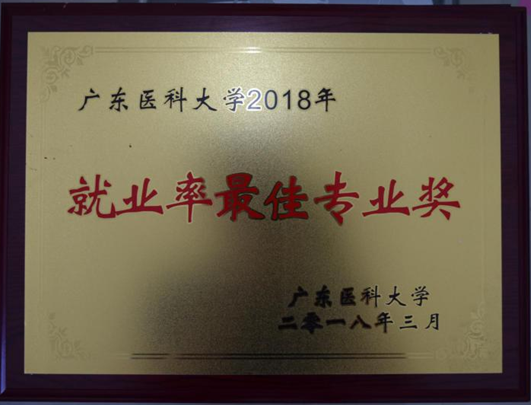 广东医科大学2018年
就业率最佳专业奖
广东医科大学
二零一八年三月